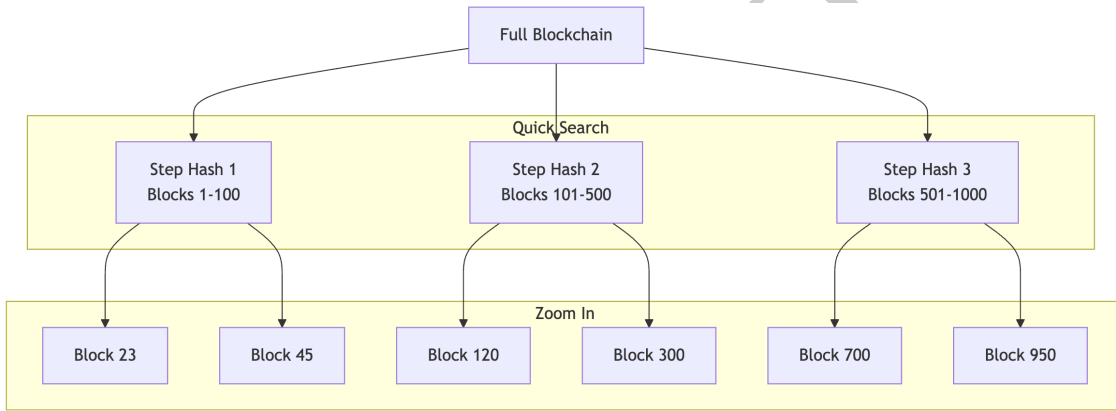 Full Blockchain
Quick Search
Step Hash 1
Blocks 1-100
Step Hash 2
Blocks 101-500
Step Hash 3
Blocks 501-1000
Zoom In
Block 23
Block 45
Block 120
Block 300
Block 700
Block 950